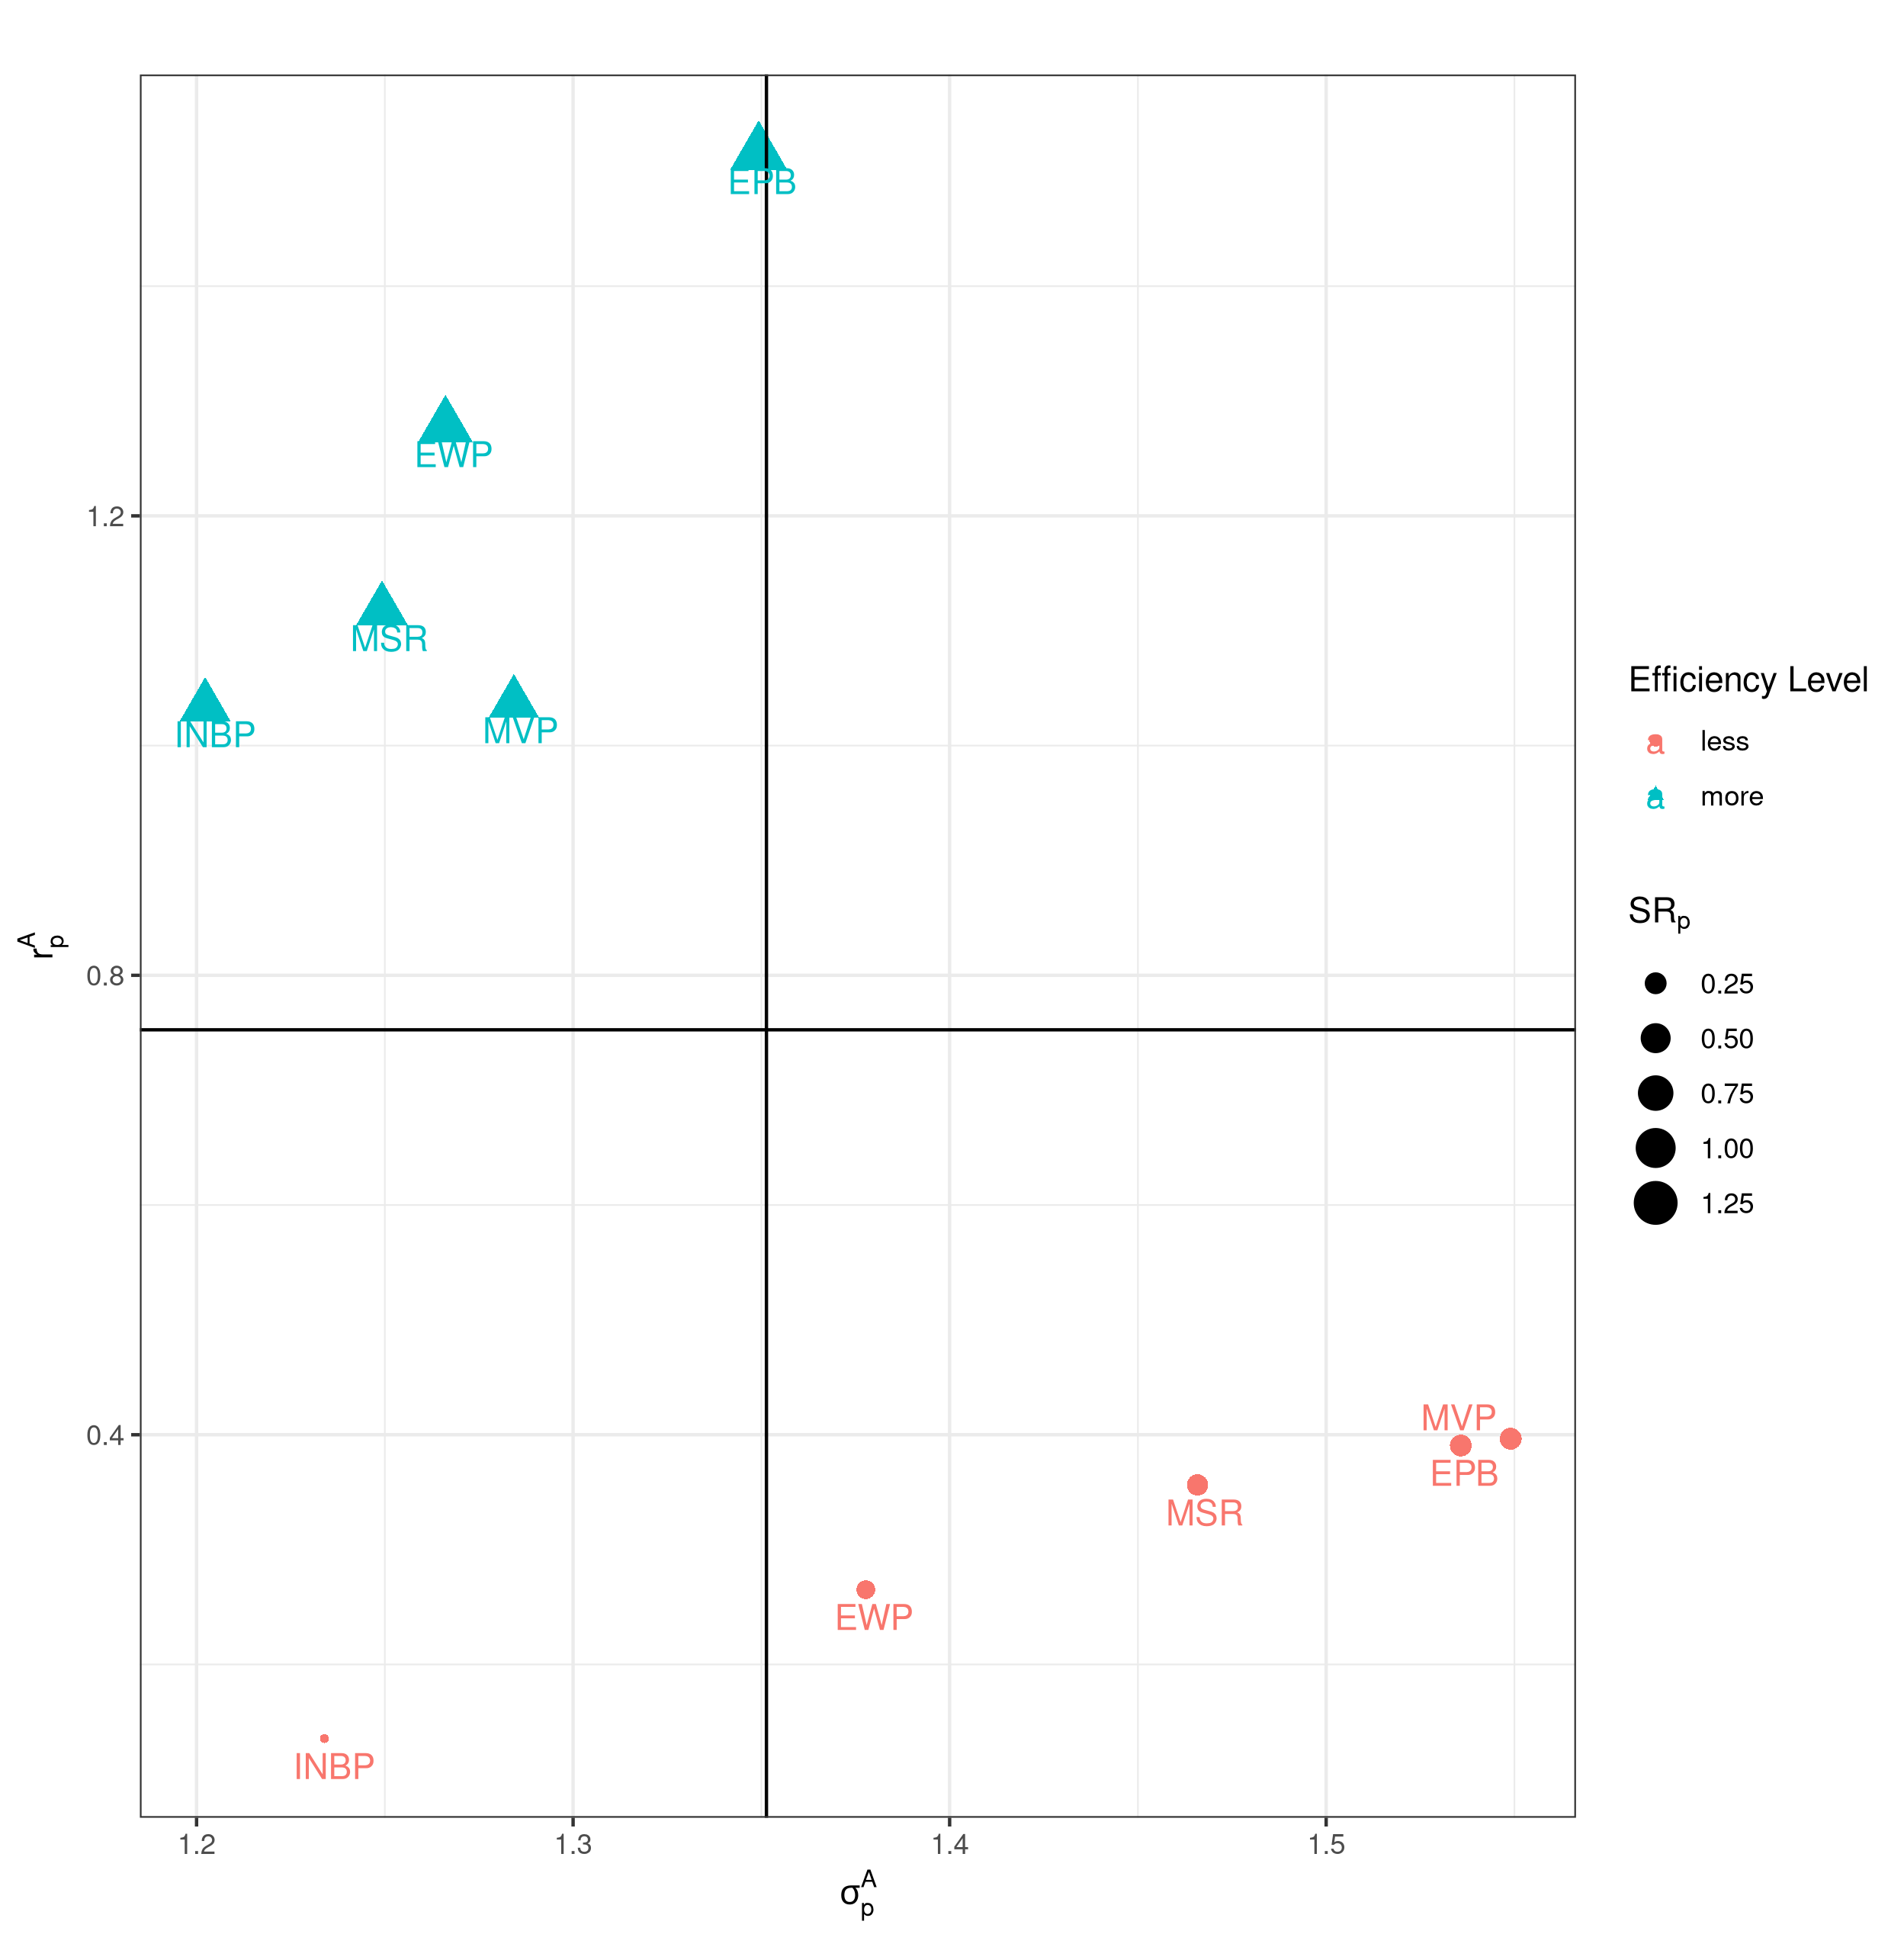 EPB
EWP
1.2
MSR
INBP
MVP
Efficiency Level
a less
a more
SRp
r_p^A
0.8
0.25
0.50
0.75
1.00
1.25
MVP
0.4
EPB
MSR
EWP
INBP
1.2 1.3 1.4 1.5
σ_p^A